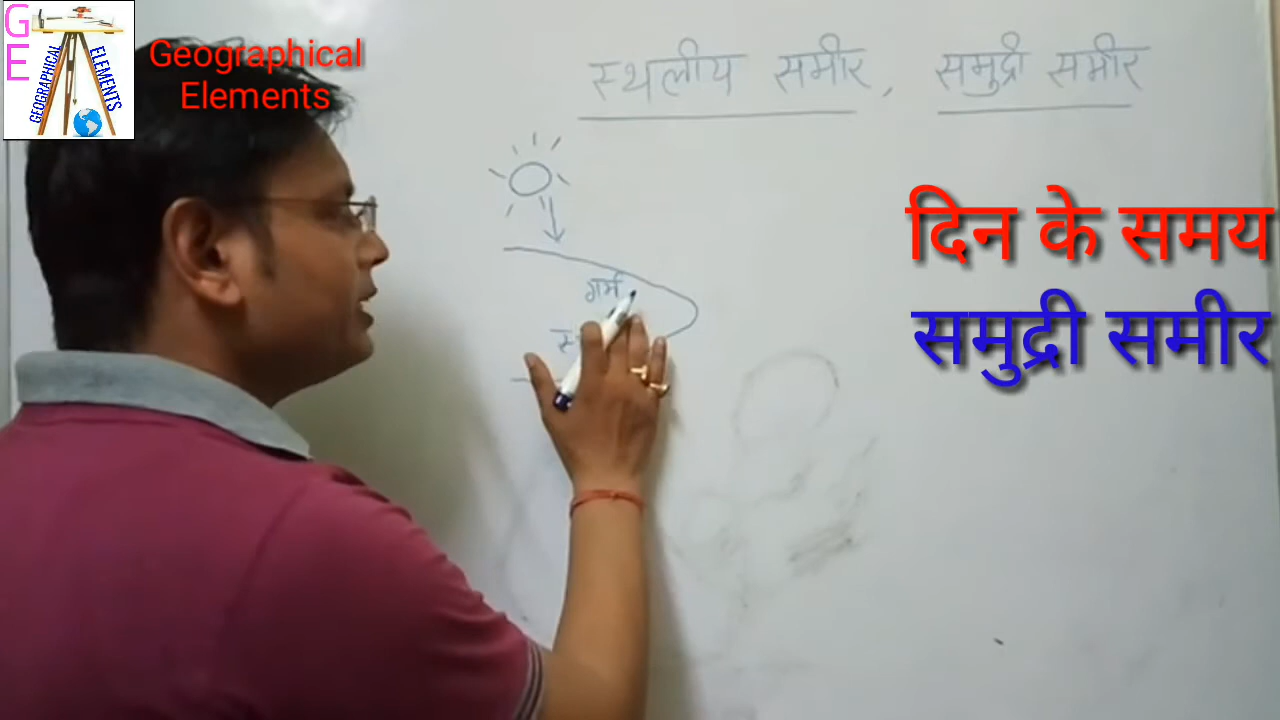 GE
GEOGRAPHICAL
ELEMENTS
Geographical
Elements
स्थलीय समीर, समुद्री समीर
दिन के समय
समुद्री समीर
गर्म